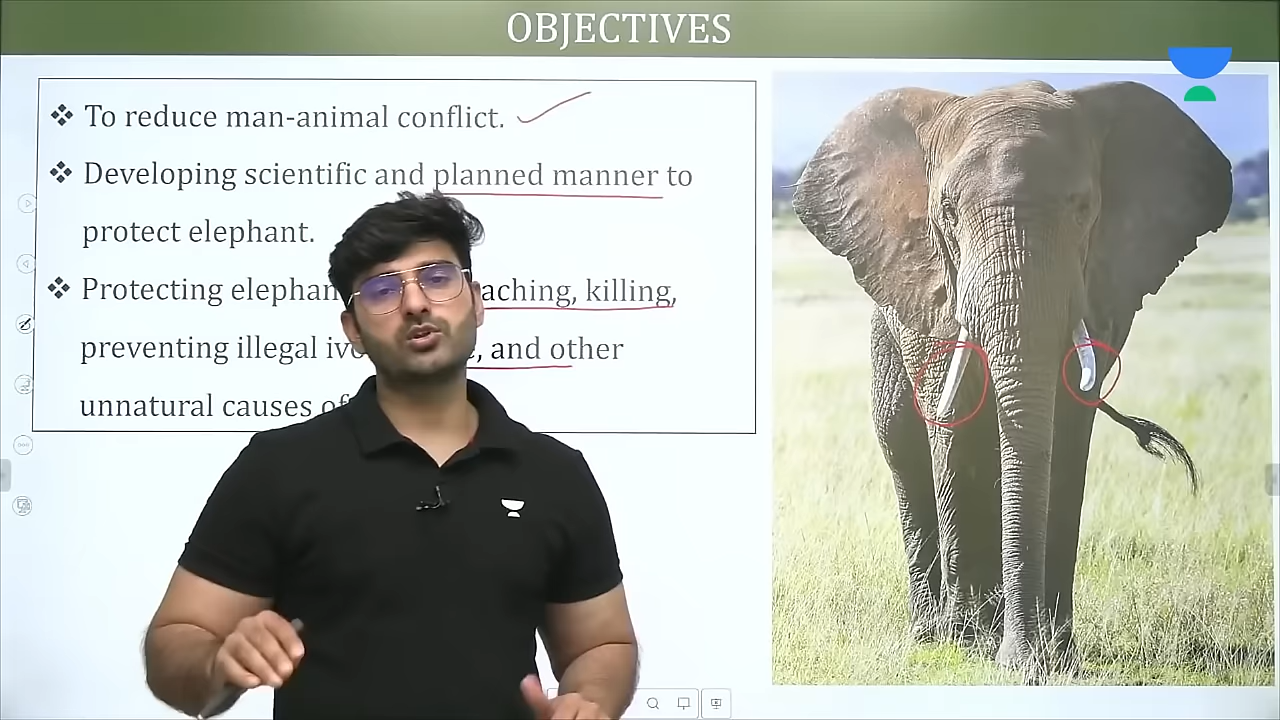 OBJECTIVES
To reduce man-animal conflict.
Developing scientific and planned manner to
protect elephant.
Protecting elephan aching, killing,
preventing illegal ivo , and other
unnatural causes of